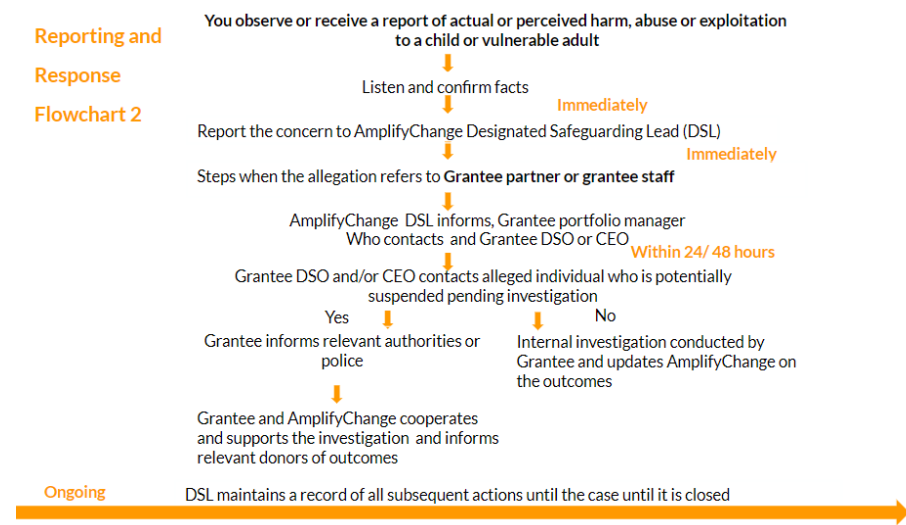 Reporting and
Response
Flowchart 2
You observe or receive a report of actual or perceived harm, abuse or exploitation
to a child or vulnerable adult
Listen and confirm facts
Immediately
Report the concern to AmplifyChange Designated Safeguarding Lead (DSL)
Immediately
Steps when the allegation refers to Grantee partner or grantee staff
AmplifyChange DSL informs, Grantee portfolio manager
Who contacts and Grantee DSO or CEO
Within 24/ 48 hours
Grantee DSO and/or CEO contacts alleged individual who is potentially
suspended pending investigation
Yes
No
Grantee informs relevant authorities or
police
Internal investigation conducted by
Grantee and updates AmplifyChange on
the outcomes
Grantee and AmplifyChange cooperates
and supports the investigation and informs
relevant donors of outcomes
Ongoing
DSL maintains a record of all subsequent actions until the case until it is closed